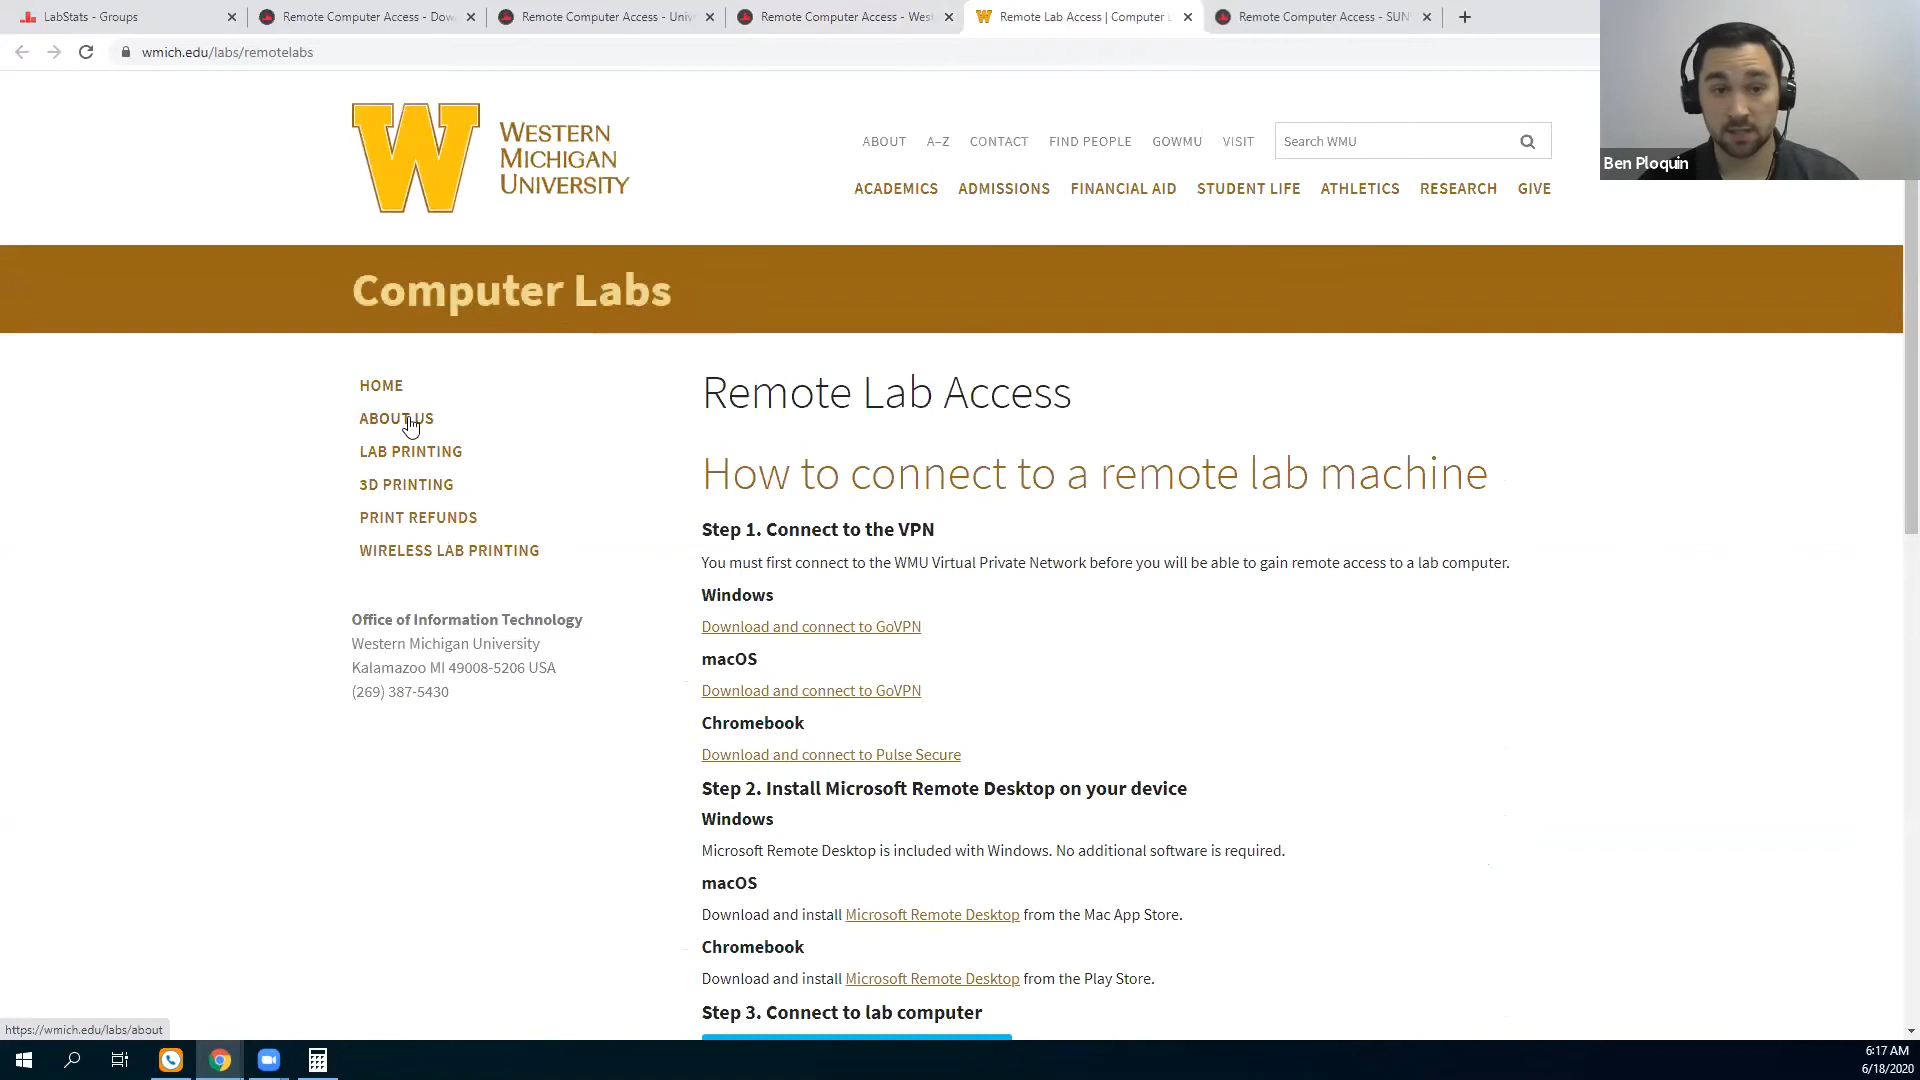 LabStats - Groups
Remote Computer Access - Dow
Remote Computer Access - Univ
Remote Computer Access - West
Remote Lab Access | Computer L
Remote Computer Access - SUN
wmich.edu/labs/remotelabs
WESTERN
MICHIGAN
UNIVERSITY
ABOUT A–Z CONTACT FIND PEOPLE GOWMU VISIT
Search WMU
ACADEMICS ADMISSIONS FINANCIAL AID STUDENT LIFE ATHLETICS RESEARCH GIVE
Ben Ploquin
Computer Labs
HOME
ABOUT US
LAB PRINTING
3D PRINTING
PRINT REFUNDS
WIRELESS LAB PRINTING
Office of Information Technology
Western Michigan University
Kalamazoo MI 49008-5206 USA
(269) 387-5430
Remote Lab Access
How to connect to a remote lab machine
Step 1. Connect to the VPN
You must first connect to the WMU Virtual Private Network before you will be able to gain remote access to a lab computer.
Windows
Download and connect to GoVPN
macOS
Download and connect to GoVPN
Chromebook
Download and connect to Pulse Secure
Step 2. Install Microsoft Remote Desktop on your device
Windows
Microsoft Remote Desktop is included with Windows. No additional software is required.
macOS
Download and install Microsoft Remote Desktop from the Mac App Store.
Chromebook
Download and install Microsoft Remote Desktop from the Play Store.
Step 3. Connect to lab computer
https://wmich.edu/labs/about
6:17 AM
6/18/2020